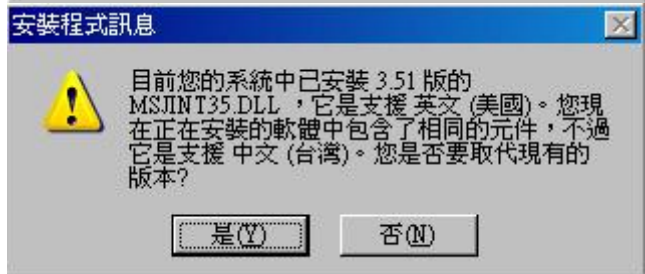 安裝程式訊息
目前您的系統中已安裝 3.51 版的
MSJINT35.DLL ，它是支援 英文 (美國)。您現
在正在安裝的軟體中包含了相同的元件，不過
它是支援 中文 (台灣)。您是否要取代現有的
版本?
是(Y) 否(N)